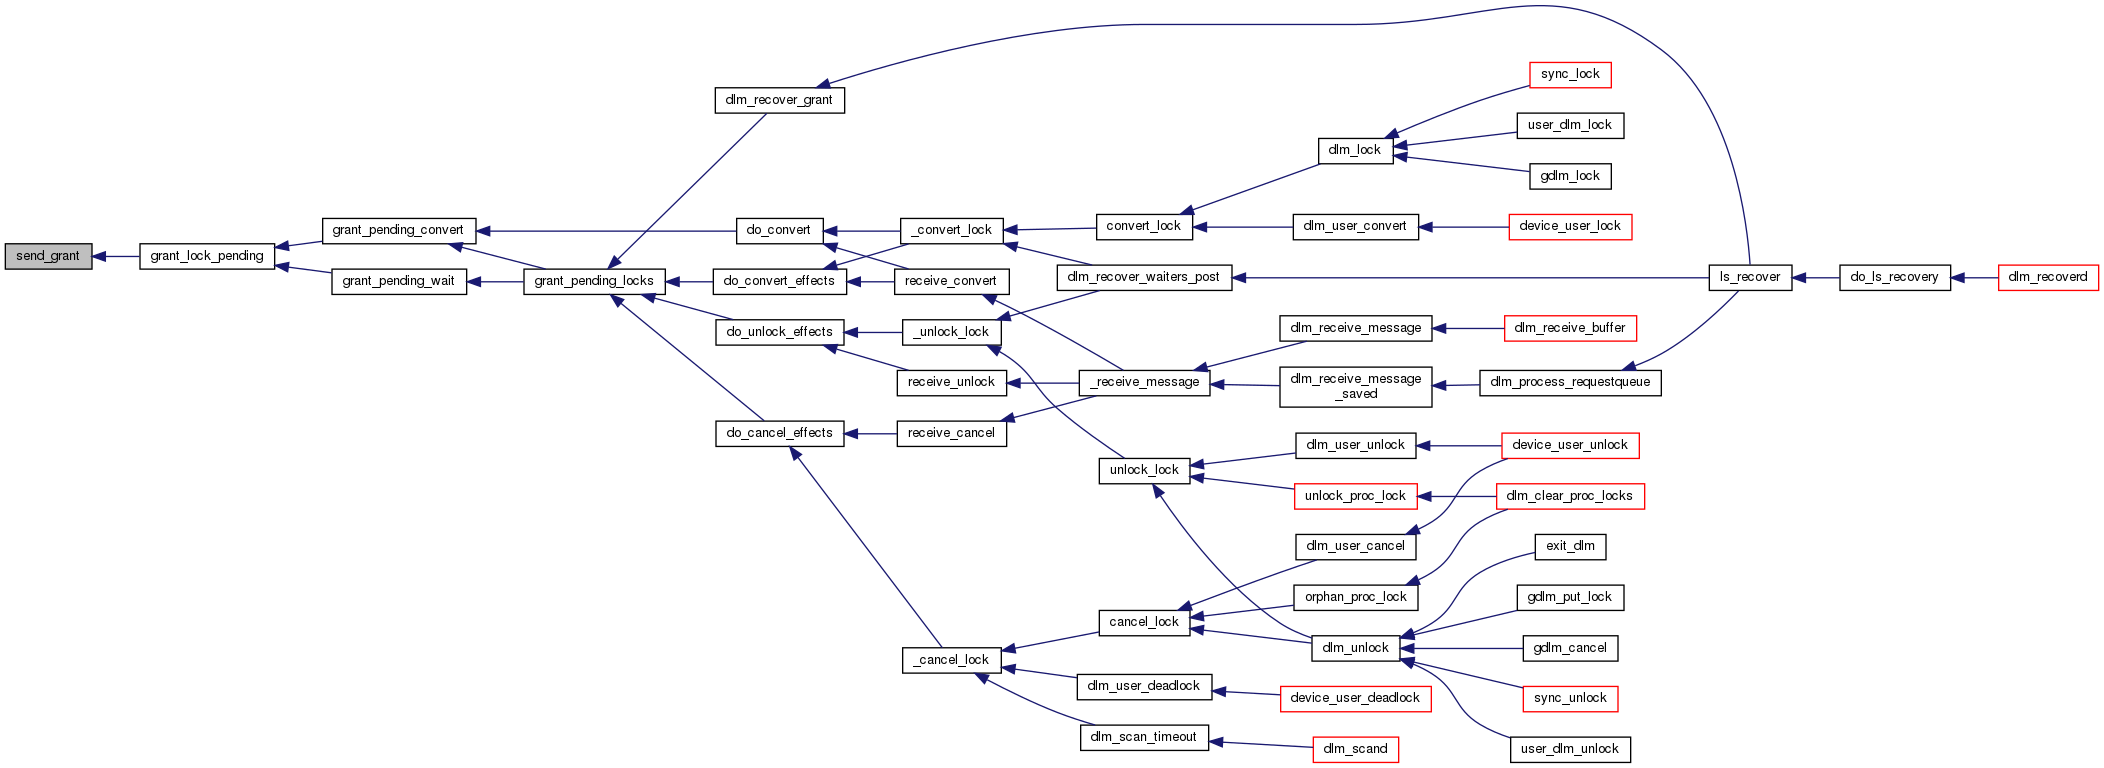 send_grant
grant_lock_pending
grant_pending_convert
grant_pending_wait
grant_pending_locks
dlm_recover_grant
do_convert
do_convert_effects
do_unlock_effects
do_cancel_effects
_convert_lock
receive_convert
_unlock_lock
receive_unlock
receive_cancel
_cancel_lock
convert_lock
dlm_recover_waiters_post
_receive_message
unlock_lock
cancel_lock
dlm_user_deadlock
dlm_scan_timeout
dlm_lock
dlm_user_convert
dlm_receive_message
dlm_receive_message
_saved
dlm_user_unlock
unlock_proc_lock
dlm_user_cancel
orphan_proc_lock
dlm_unlock
device_user_deadlock
dlm_scand
sync_lock
user_dlm_lock
gdlm_lock
device_user_lock
dlm_receive_buffer
dlm_process_requestqueue
device_user_unlock
dlm_clear_proc_locks
exit_dlm
gdlm_put_lock
gdlm_cancel
sync_unlock
user_dlm_unlock
ls_recover
do_ls_recovery
dlm_recoverd